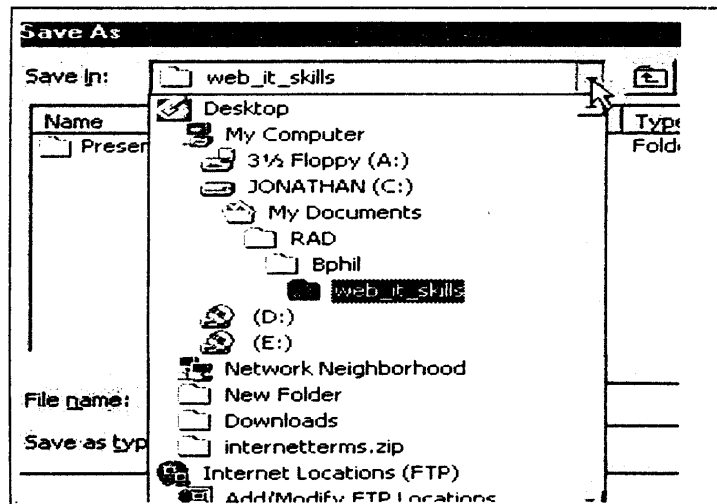 Save As
Save In:
web_it_skills
Name
Type
Desktop
My Computer
Presen
Folde
3½ Floppy (A:)
JONATHAN (C:)
My Documents
RAD
Bphil
web_it_skills
(D:)
(E:)
Network Neighborhood
File name:
New Folder
Downloads
Save as typ
internetterms.zip
Internet Locations (FTP)
Add/Modify FTP Locations